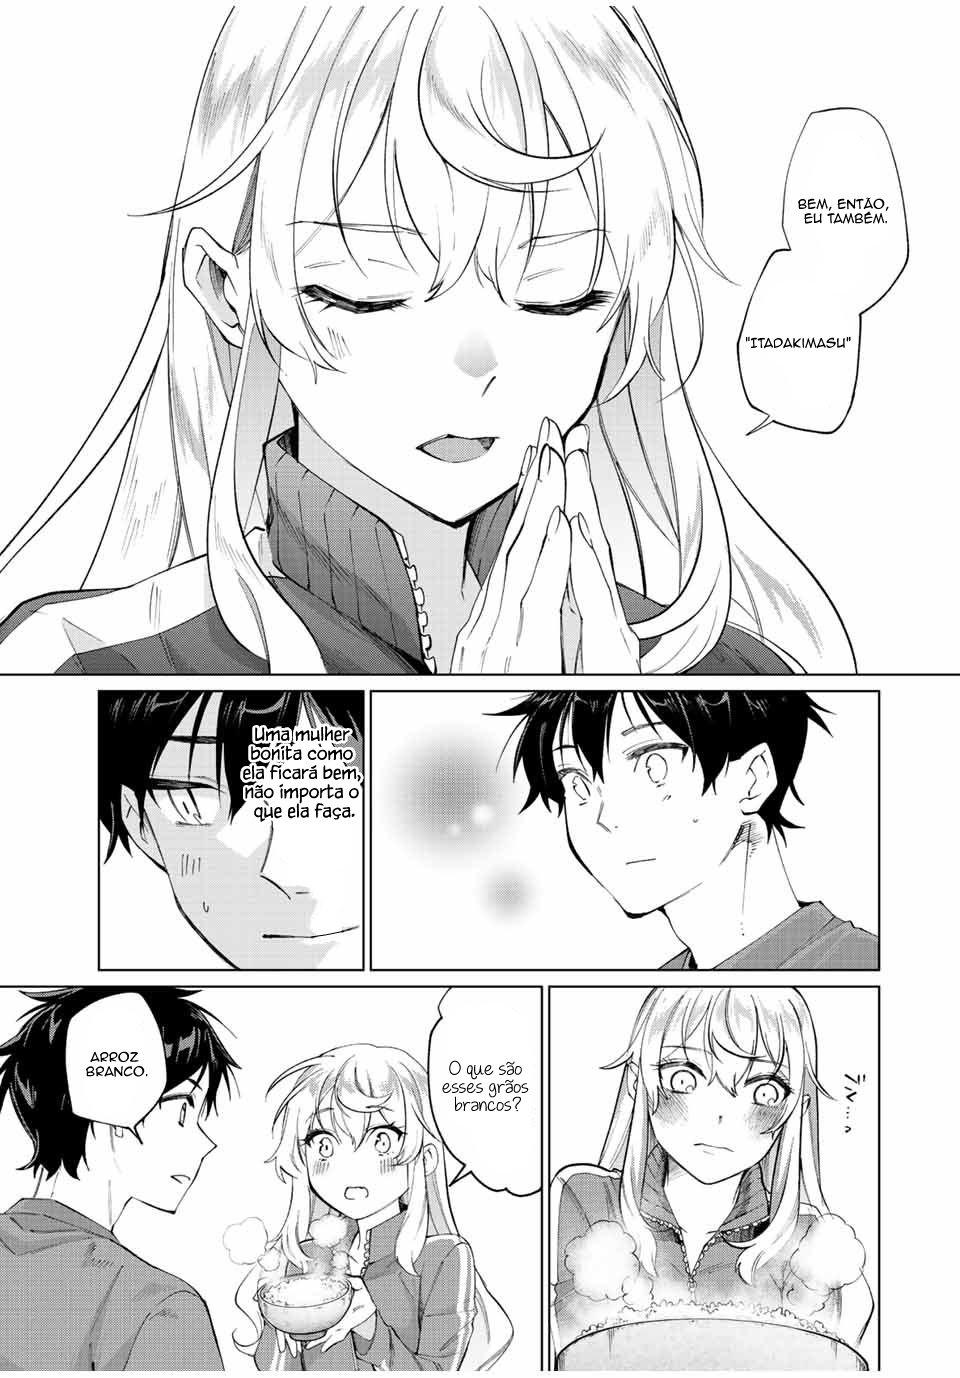 BEM, ENTÃO,
EU TAMBÉM.
"ITADAKIMASU"
Uma mulher
bonita como
ela ficará bem,
não importa o
que ela faça.
O que são
esses grãos
brancos?
ARROZ
BRANCO.